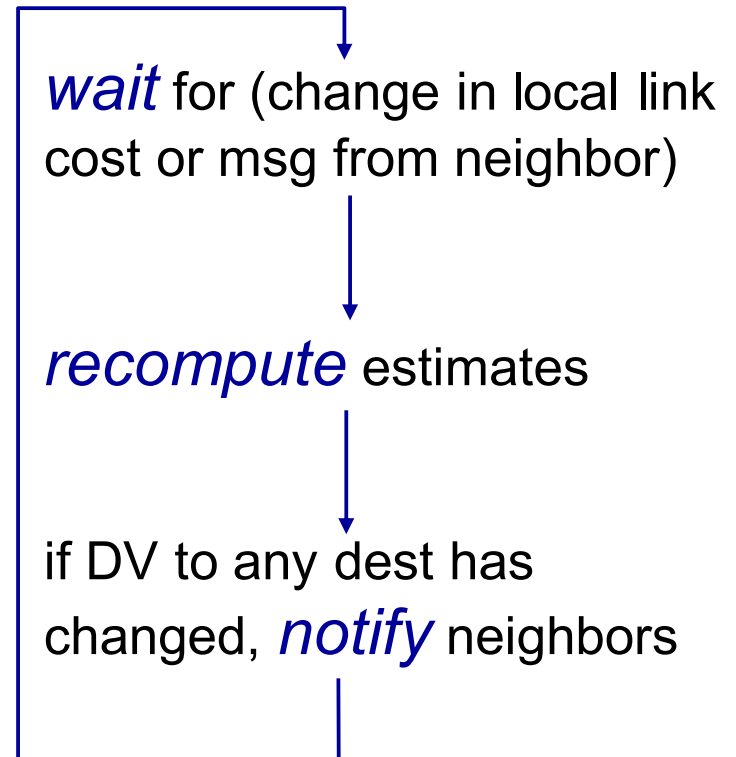 wait for (change in local link
cost or msg from neighbor)
recompute estimates
if DV to any dest has
changed, notify neighbors